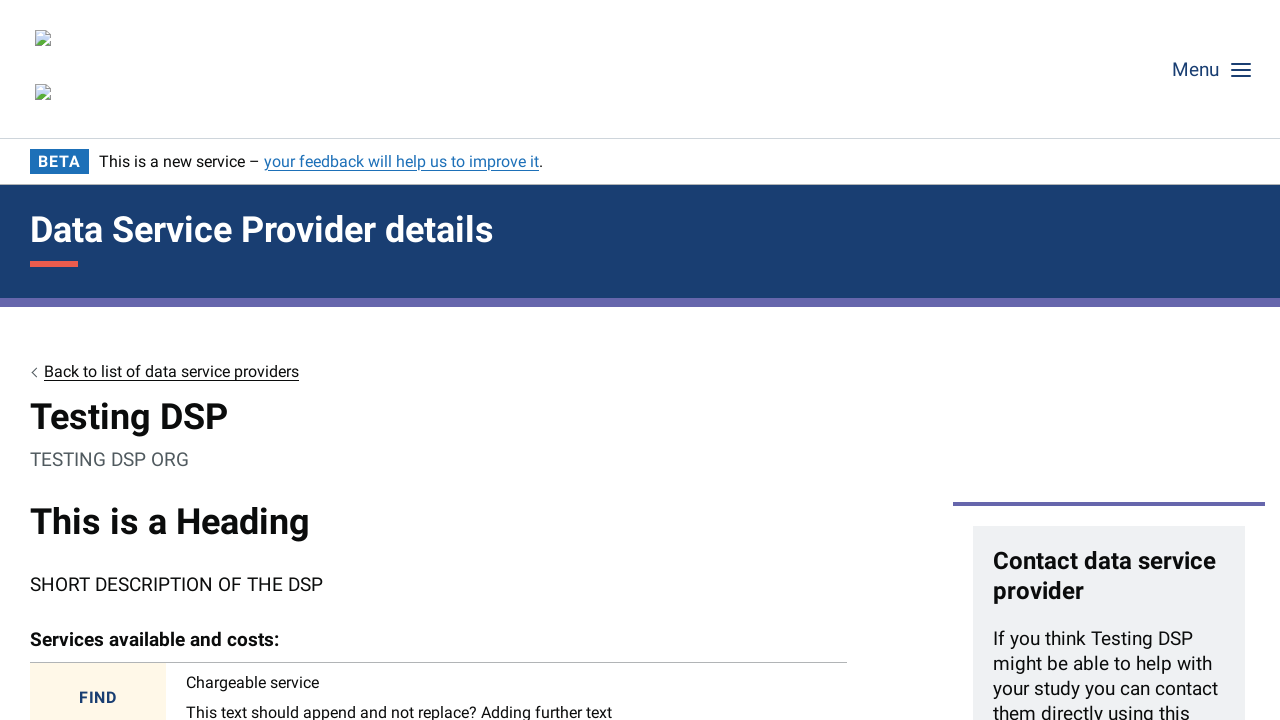 Menu
BETA This is a new service – your feedback will help us to improve it.
Data Service Provider details
Back to list of data service providers
Testing DSP
TESTING DSP ORG
This is a Heading
SHORT DESCRIPTION OF THE DSP
Services available and costs:
FIND
Chargeable service
This text should append and not replace? Adding further text
Contact data service
provider
If you think Testing DSP
might be able to help with
your study you can contact
them directly using this